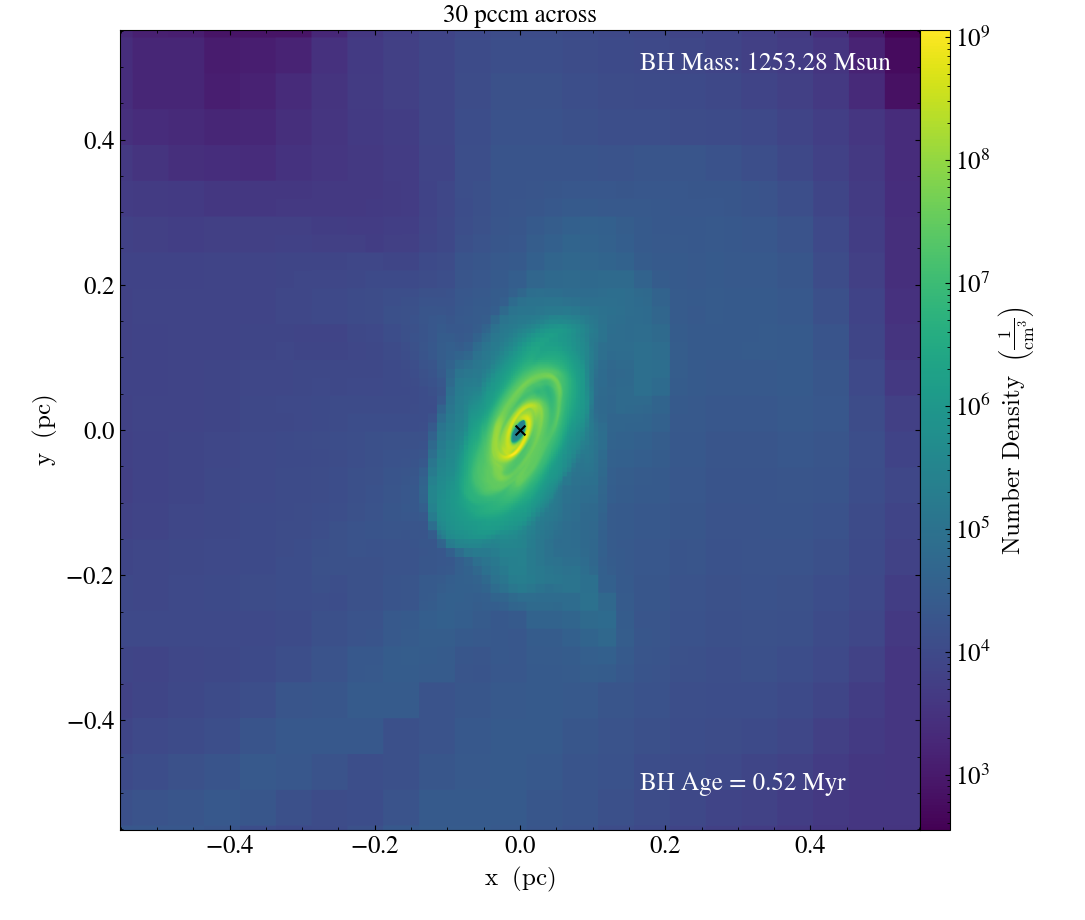 30 pccm across
BH Mass: 1253.28 Msun
BH Age = 0.52 Myr
y (pc)
0.4
0.2
0.0
−0.2
−0.4
−0.4 −0.2 0.0 0.2 0.4
x (pc)
10⁹
10⁸
10⁷
10⁶
10⁵
10⁴
10³
Number Density (1/cm³)